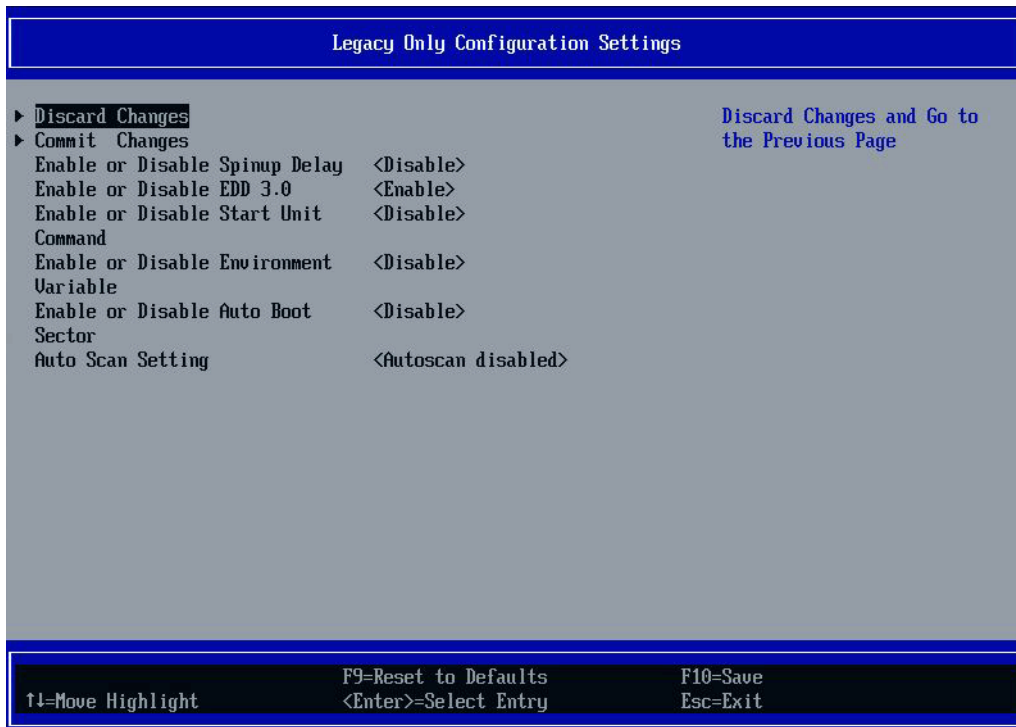 Legacy Only Configuration Settings
▶ Discard Changes
Discard Changes and Go to
▶ Commit  Changes
the Previous Page
Enable or Disable Spinup Delay <Disable>
Enable or Disable EDD 3.0 <Enable>
Enable or Disable Start Unit <Disable>
Command
Enable or Disable Environment <Disable>
Variable
Enable or Disable Auto Boot <Disable>
Sector
Auto Scan Setting <Autoscan disabled>
F9=Reset to Defaults F10=Save
↑↓=Move Highlight <Enter>=Select Entry Esc=Exit